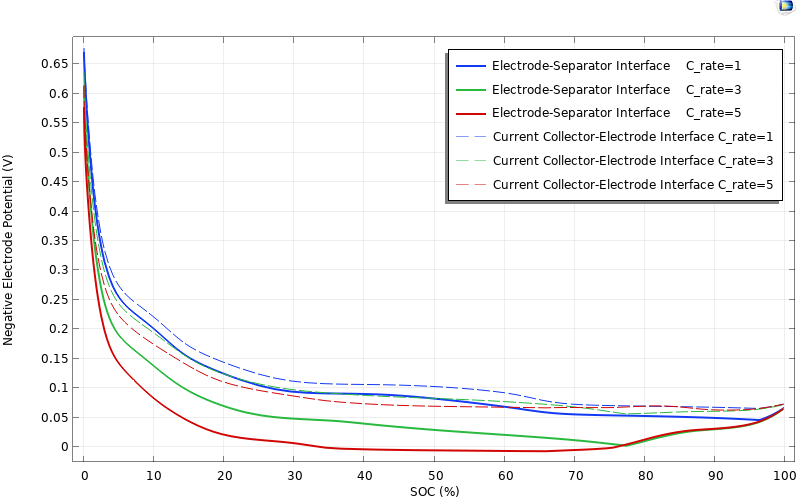 Electrode-Separator Interface C_rate=1
Electrode-Separator Interface C_rate=3
Electrode-Separator Interface C_rate=5
Current Collector-Electrode Interface C_rate=1
Current Collector-Electrode Interface C_rate=3
Current Collector-Electrode Interface C_rate=5
Negative Electrode Potential (V)
0.65
0.6
0.55
0.5
0.45
0.4
0.35
0.3
0.25
0.2
0.15
0.1
0.05
0
0 10 20 30 40 50 60 70 80 90 100
SOC (%)